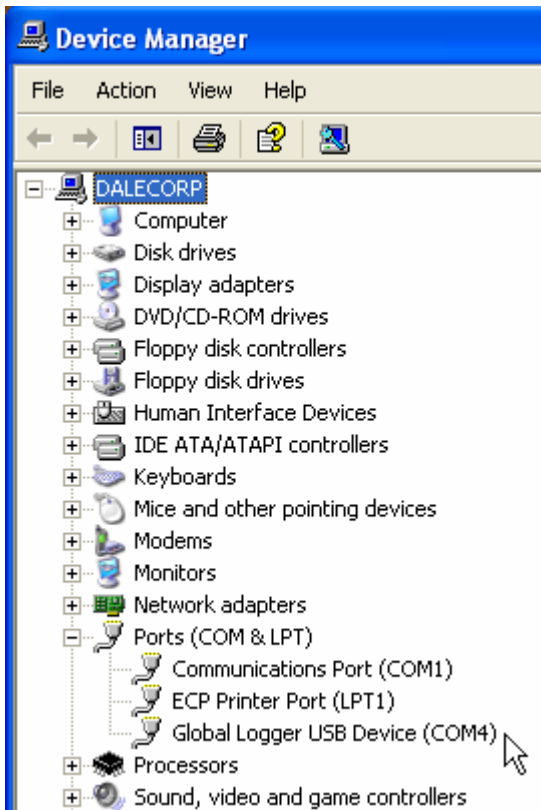 Device Manager
File Action View Help
DALECORP
Computer
Disk drives
Display adapters
DVD/CD-ROM drives
Floppy disk controllers
Floppy disk drives
Human Interface Devices
IDE ATA/ATAPI controllers
Keyboards
Mice and other pointing devices
Modems
Monitors
Network adapters
Ports (COM & LPT)
Communications Port (COM1)
ECP Printer Port (LPT1)
Global Logger USB Device (COM4)
Processors
Sound, video and game controllers